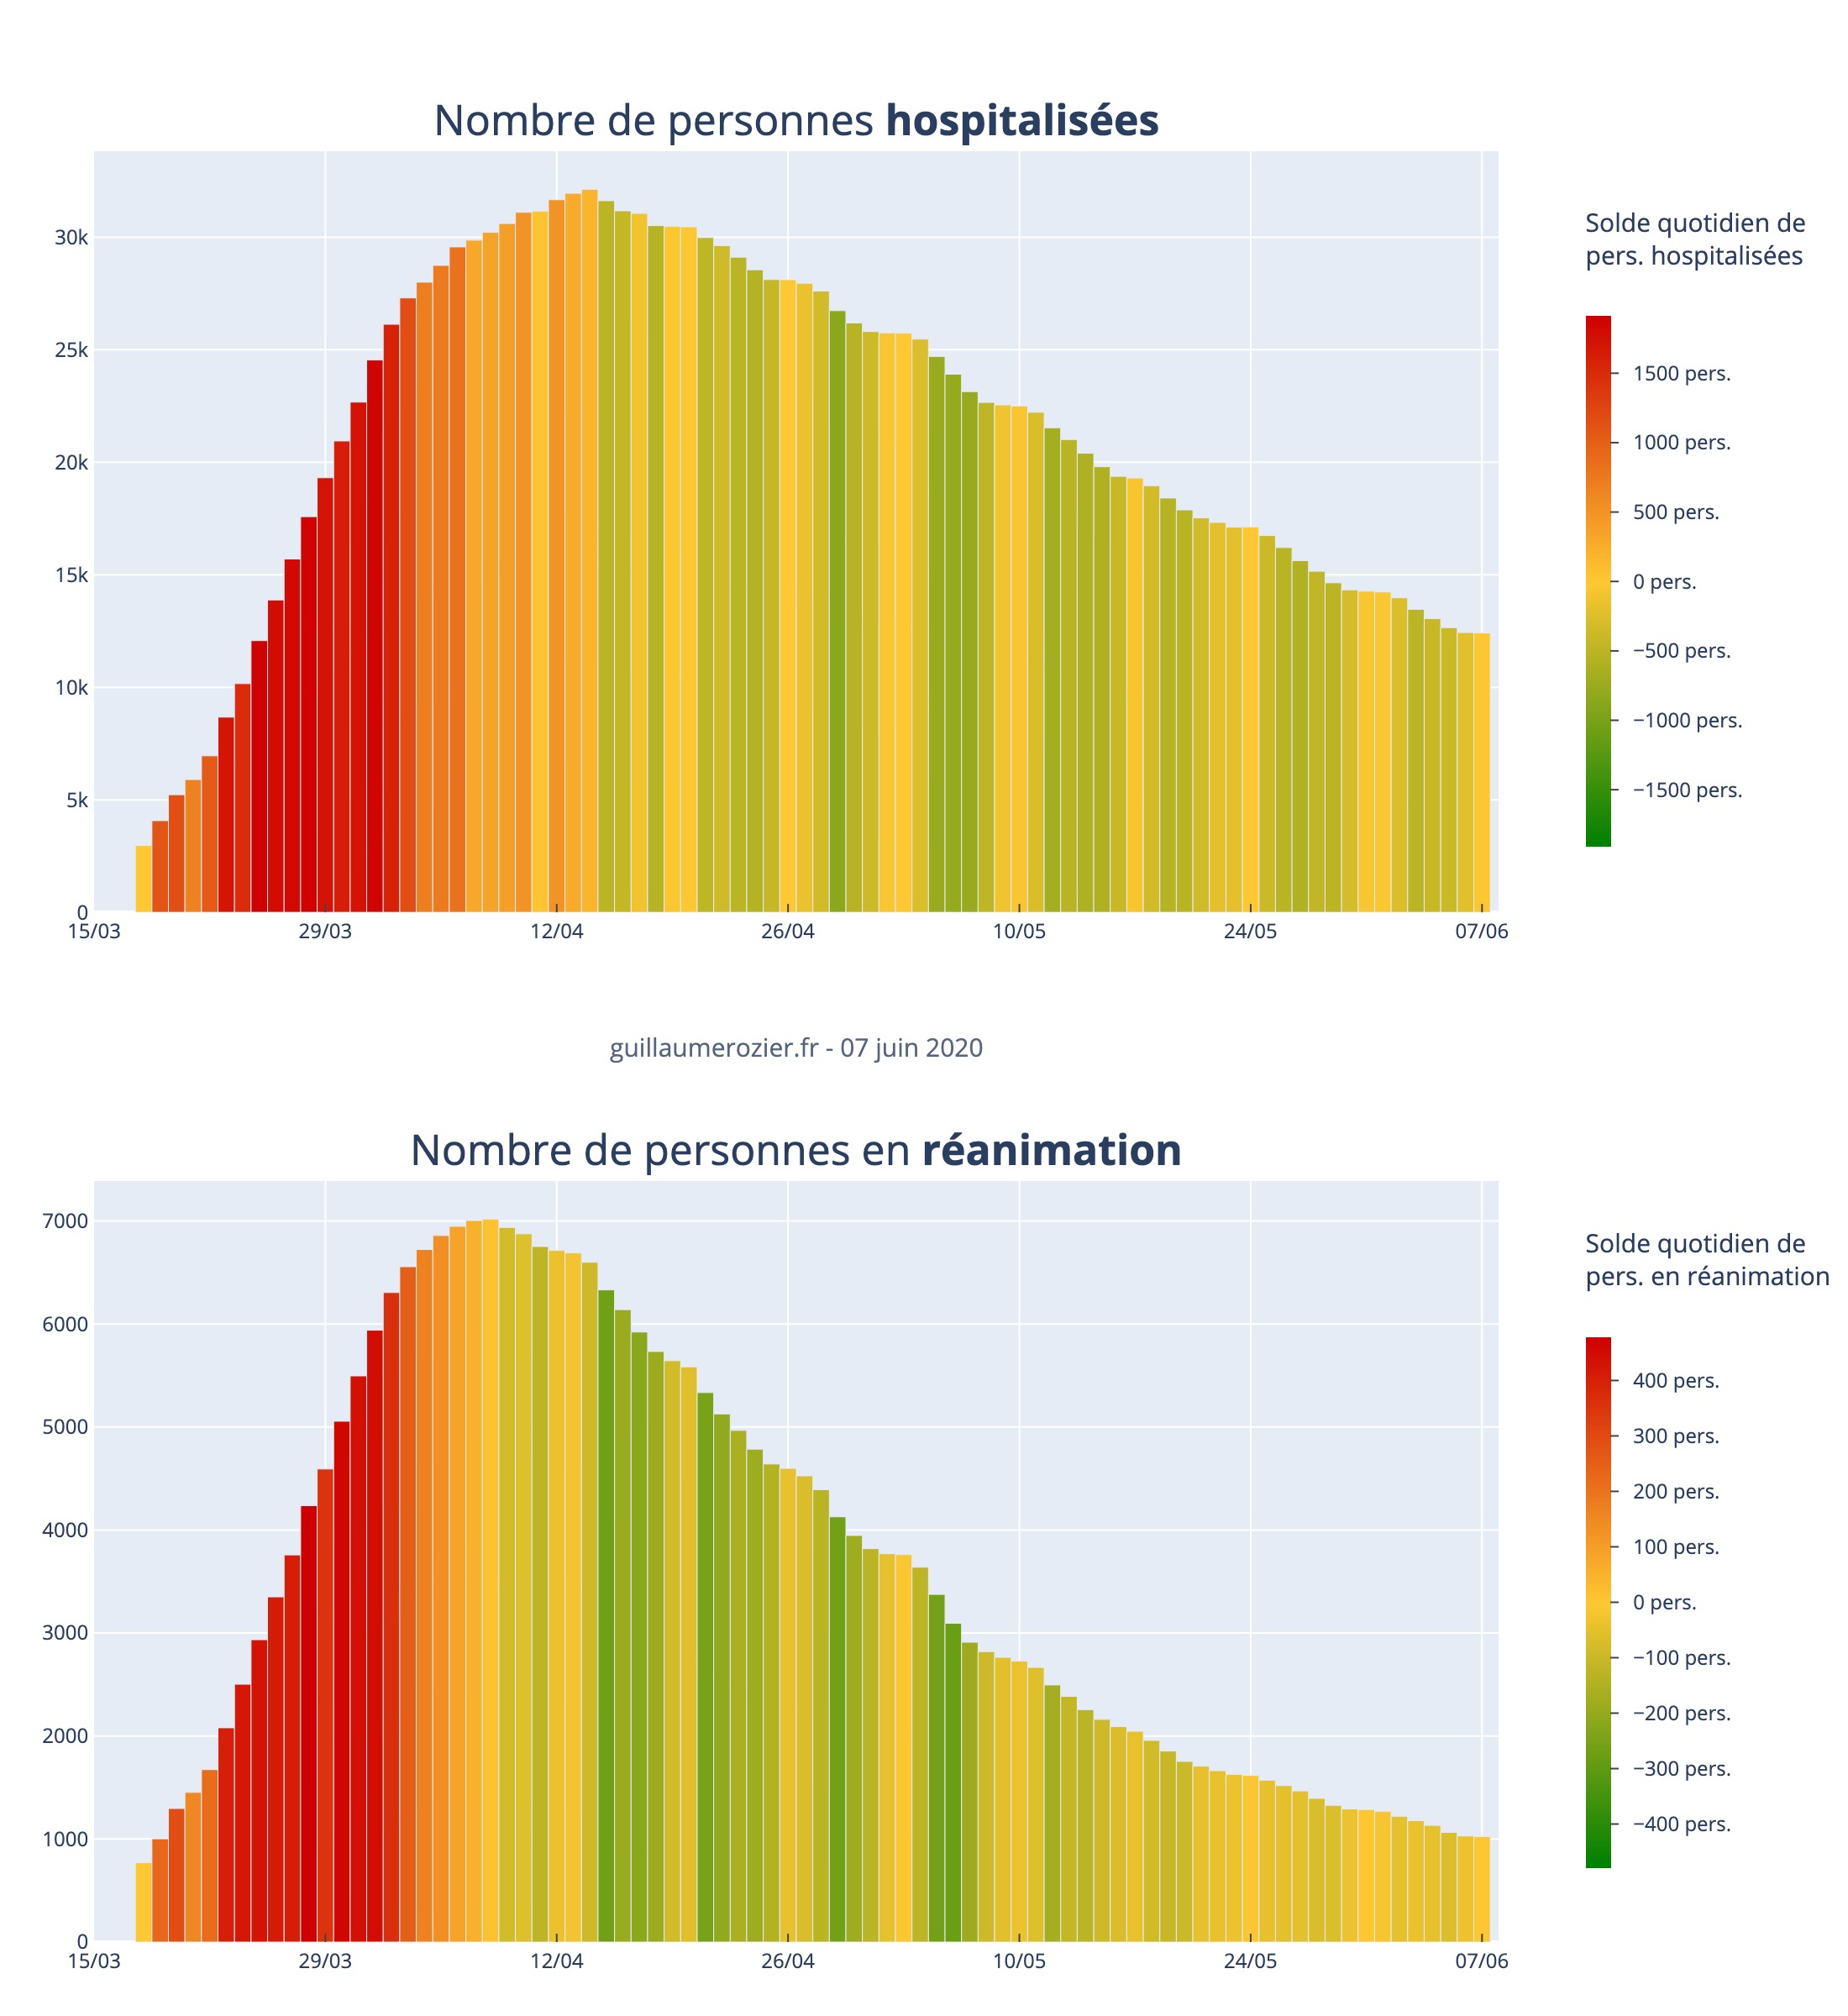 Nombre de personnes hospitalisées
30k
25k
20k
15k
10k
5k
0
15/03 29/03 12/04 26/04 10/05 24/05 07/06
Solde quotidien de
pers. hospitalisées
1500 pers.
1000 pers.
500 pers.
0 pers.
−500 pers.
−1000 pers.
−1500 pers.
guillaumerozier.fr - 07 juin 2020
Nombre de personnes en réanimation
7000
6000
5000
4000
3000
2000
1000
0
15/03 29/03 12/04 26/04 10/05 24/05 07/06
Solde quotidien de
pers. en réanimation
400 pers.
300 pers.
200 pers.
100 pers.
0 pers.
−100 pers.
−200 pers.
−300 pers.
−400 pers.